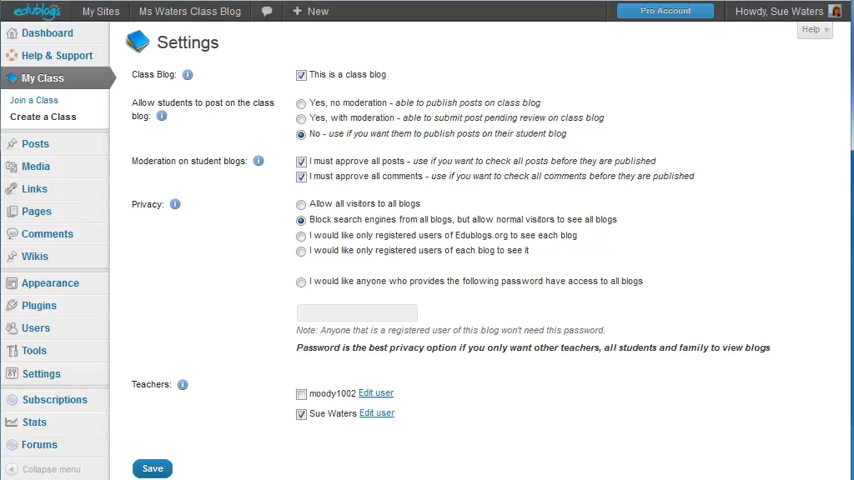 edublogs My Sites Ms Waters Class Blog + New Pro Account Howdy, Sue Waters
Help
Dashboard
Help & Support
My Class
Join a Class
Create a Class
Posts
Media
Links
Pages
Comments
Wikis
Appearance
Plugins
Users
Tools
Settings
Subscriptions
Stats
Forums
Collapse menu
Settings
Class Blog: i This is a class blog
Allow students to post on the class
blog: i
Yes, no moderation - able to publish posts on class blog
Yes, with moderation - able to submit post pending review on class blog
No - use if you want them to publish posts on their student blog
Moderation on student blogs: i I must approve all posts - use if you want to check all posts before they are published
I must approve all comments - use if you want to check all comments before they are published
Privacy: i Allow all visitors to all blogs
Block search engines from all blogs, but allow normal visitors to see all blogs
I would like only registered users of Edublogs.org to see each blog
I would like only registered users of each blog to see it
I would like anyone who provides the following password have access to all blogs
Note: Anyone that is a registered user of this blog won't need this password.
Password is the best privacy option if you only want other teachers, all students and family to view blogs
Teachers: i
moody1002 Edit user
Sue Waters Edit user
Save